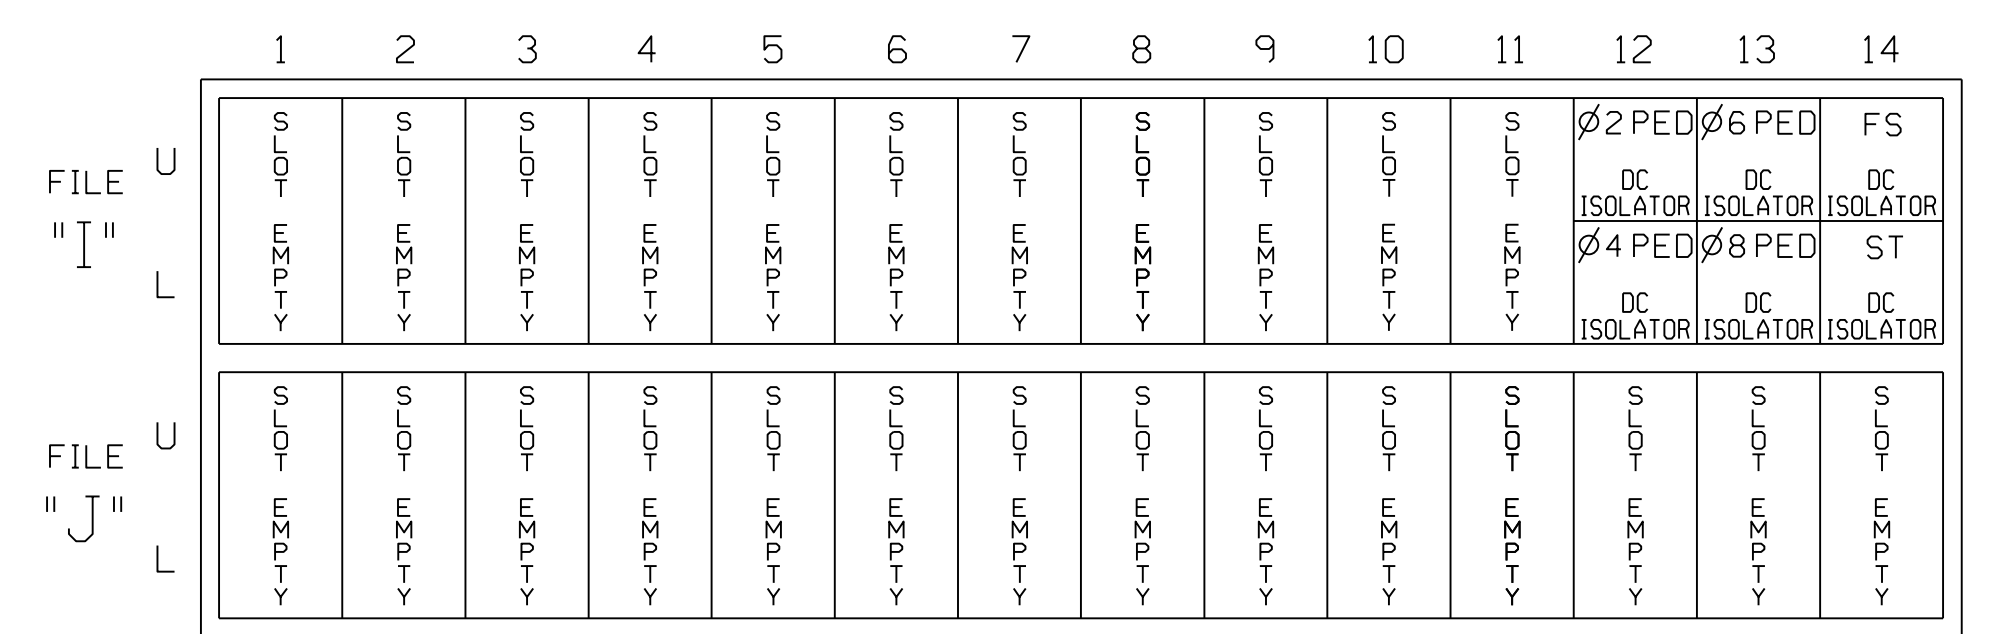 1 2 3 4 5 6 7 8 9 10 11 12 13 14
FILE "I"
U
L
SLOT EMPTY
SLOT EMPTY
SLOT EMPTY
SLOT EMPTY
SLOT EMPTY
SLOT EMPTY
SLOT EMPTY
SLOT EMPTY
SLOT EMPTY
SLOT EMPTY
SLOT EMPTY
Ø2 PED
DC
ISOLATOR
Ø6 PED
DC
ISOLATOR
FS
DC
ISOLATOR
Ø4 PED
DC
ISOLATOR
Ø8 PED
DC
ISOLATOR
ST
DC
ISOLATOR
FILE "J"
U
L
SLOT EMPTY
SLOT EMPTY
SLOT EMPTY
SLOT EMPTY
SLOT EMPTY
SLOT EMPTY
SLOT EMPTY
SLOT EMPTY
SLOT EMPTY
SLOT EMPTY
SLOT EMPTY
SLOT EMPTY
SLOT EMPTY
SLOT EMPTY